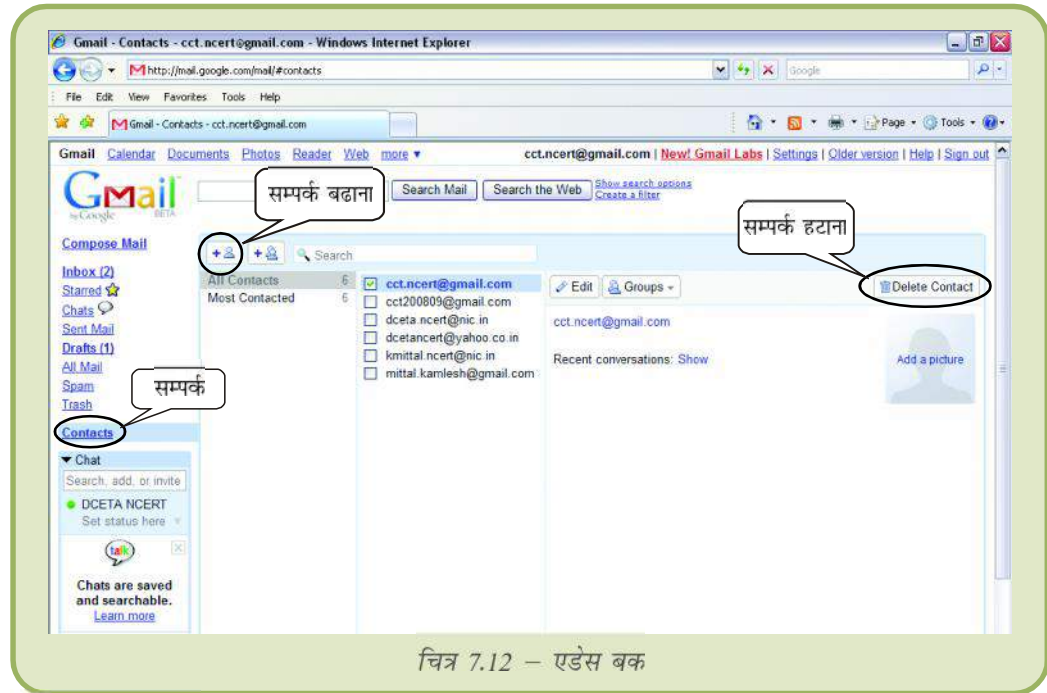 Gmail - Contacts - cct.ncert@gmail.com - Windows Internet Explorer
http://mail.google.com/mail/#contacts
Google
File Edit View Favorites Tools Help
Gmail - Contacts - cct.ncert@gmail.com
Page Tools
Gmail Calendar Documents Photos Reader Web more ▼ cct.ncert@gmail.com | New! Gmail Labs | Settings | Older version | Help | Sign out
Gmail
by Google BETA
सम्पर्क बढाना
Search Mail Search the Web Show search options
Create a filter
सम्पर्क हटाना
Compose Mail
Search
Inbox (2)
Starred
Chats
Sent Mail
Drafts (1)
All Mail
Spam
Trash
All Contacts 6
Most Contacted 6
cct.ncert@gmail.com
cct200809@gmail.com
dceta.ncert@nic.in
dcetancert@yahoo.co.in
kmittal.ncert@nic.in
mittal.kamlesh@gmail.com
Edit Groups Delete Contact
cct.ncert@gmail.com
Recent conversations: Show
Add a picture
सम्पर्क
Contacts
Chat
Search, add, or invite
DCETA NCERT
Set status here
talk
Chats are saved
and searchable.
Learn more
चित्र 7.12 – एडेस बक